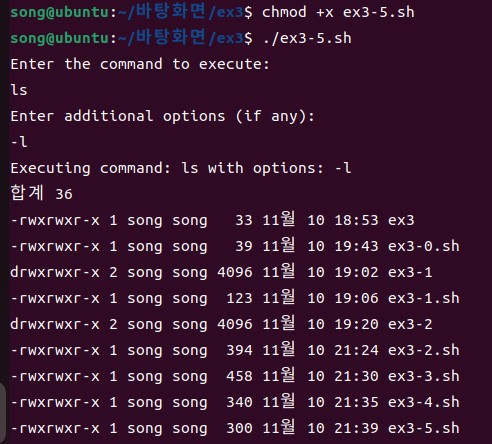 song@ubuntu:~/바탕화면/ex3$ chmod +x ex3-5.sh
song@ubuntu:~/바탕화면/ex3$ ./ex3-5.sh
Enter the command to execute:
ls
Enter additional options (if any):
-l
Executing command: ls with options: -l
합계 36
-rwxrwxr-x 1 song song   33 11월 10 18:53 ex3
-rwxrwxr-x 1 song song   39 11월 10 19:43 ex3-0.sh
drwxrwxr-x 2 song song 4096 11월 10 19:02 ex3-1
-rwxrwxr-x 1 song song  123 11월 10 19:06 ex3-1.sh
drwxrwxr-x 2 song song 4096 11월 10 19:20 ex3-2
-rwxrwxr-x 1 song song  394 11월 10 21:24 ex3-2.sh
-rwxrwxr-x 1 song song  458 11월 10 21:30 ex3-3.sh
-rwxrwxr-x 1 song song  340 11월 10 21:35 ex3-4.sh
-rwxrwxr-x 1 song song  300 11월 10 21:39 ex3-5.sh